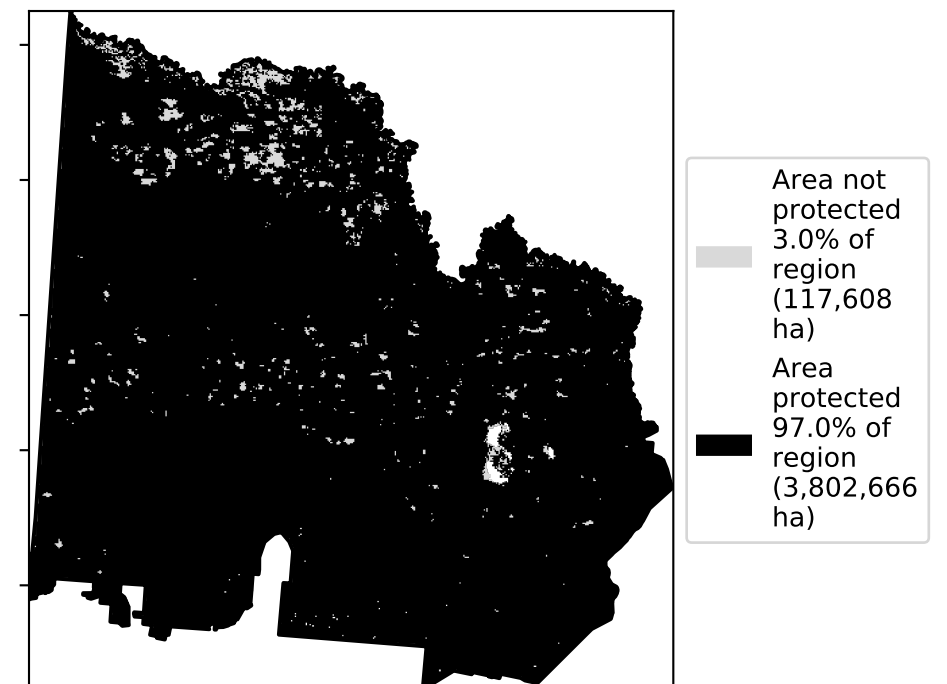 Area not
protected
3.0% of
region
(117,608
ha)
Area
protected
97.0% of
region
(3,802,666
ha)